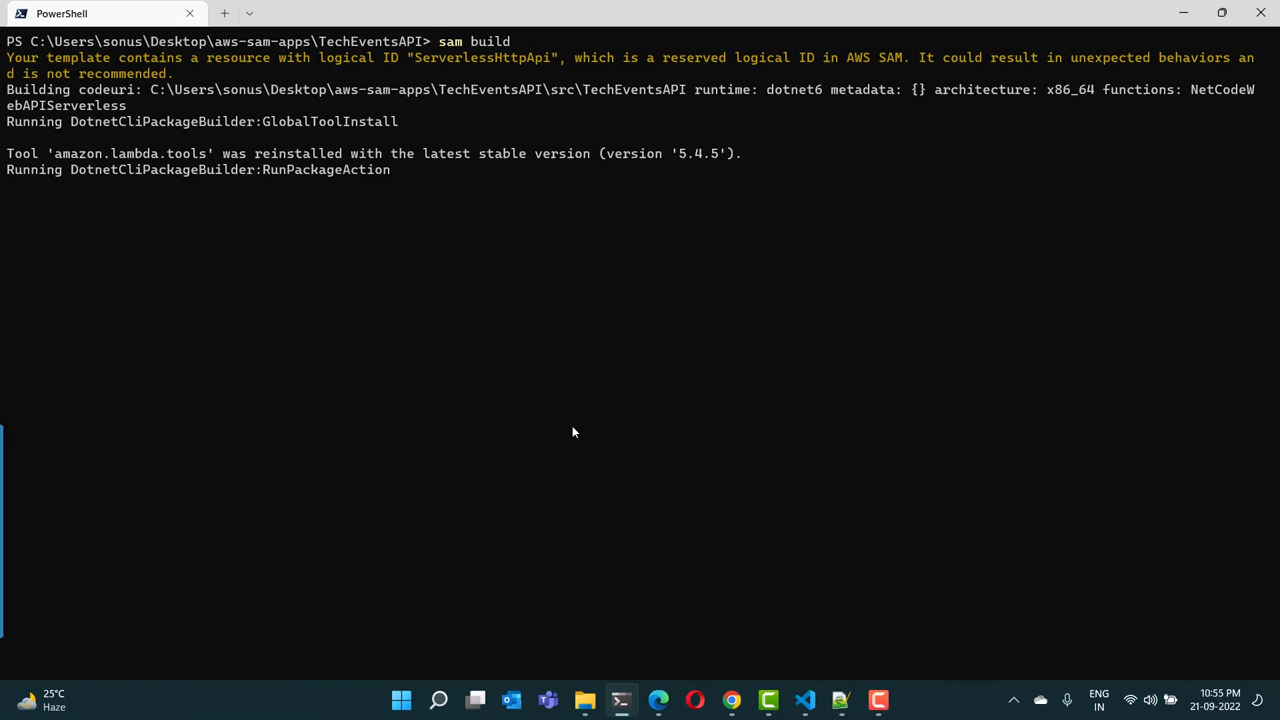 PowerShell
PS C:\Users\sonus\Desktop\aws-sam-apps\TechEventsAPI> sam build
Your template contains a resource with logical ID "ServerlessHttpApi", which is a reserved logical ID in AWS SAM. It could result in unexpected behaviors an
d is not recommended.
Building codeuri: C:\Users\sonus\Desktop\aws-sam-apps\TechEventsAPI\src\TechEventsAPI runtime: dotnet6 metadata: {} architecture: x86_64 functions: NetCodeW
ebAPIServerless
Running DotnetCliPackageBuilder:GlobalToolInstall
Tool 'amazon.lambda.tools' was reinstalled with the latest stable version (version '5.4.5').
Running DotnetCliPackageBuilder:RunPackageAction
25°C
Haze
ENG
IN
10:55 PM
21-09-2022